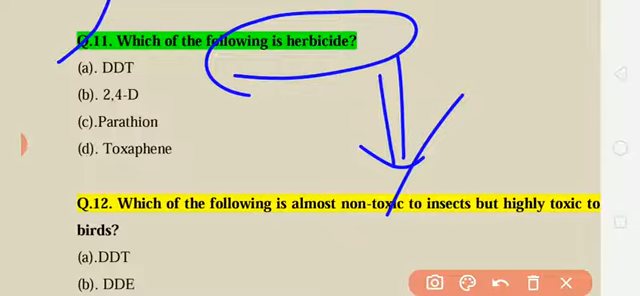 Q.11. Which of the following is herbicide?
(a). DDT
(b). 2,4-D
(c).Parathion
(d). Toxaphene
Q.12. Which of the following is almost non-toxic to insects but highly toxic to
birds?
(a).DDT
(b). DDE